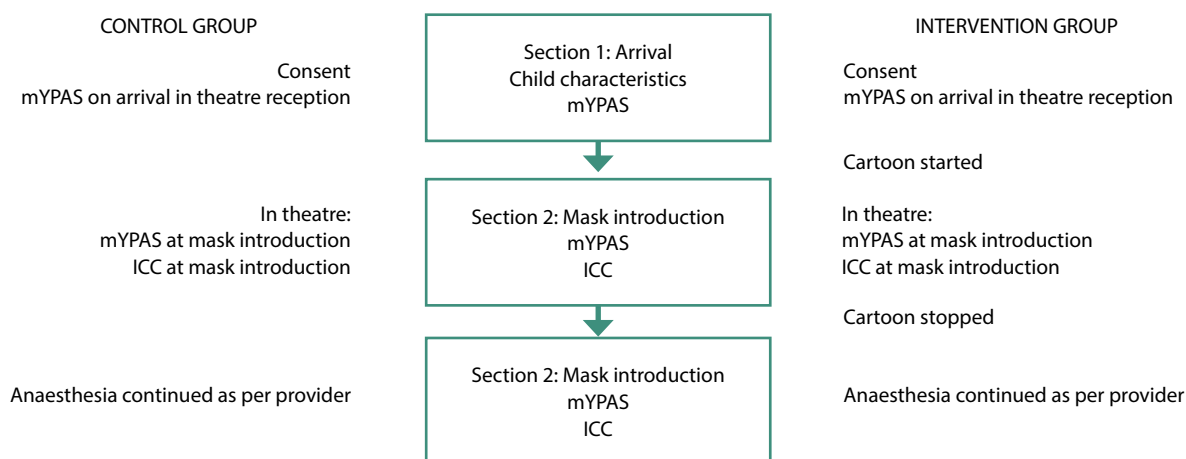 CONTROL GROUP
INTERVENTION GROUP
Section 1: Arrival
Child characteristics
mYPAS
Consent
mYPAS on arrival in theatre reception
Consent
mYPAS on arrival in theatre reception
Cartoon started
In theatre:
mYPAS at mask introduction
ICC at mask introduction
Section 2: Mask introduction
mYPAS
ICC
In theatre:
mYPAS at mask introduction
ICC at mask introduction
Cartoon stopped
Anaesthesia continued as per provider
Section 2: Mask introduction
mYPAS
ICC
Anaesthesia continued as per provider